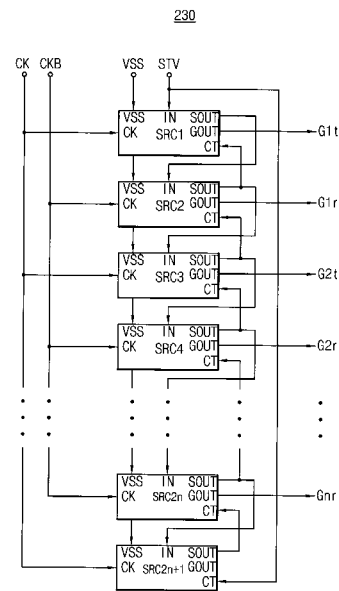 230
CK CKB VSS STV
VSS IN SOUT
CK SRC1 GOUT G1t
CT
VSS IN SOUT
CK SRC2 GOUT G1r
CT
VSS IN SOUT
CK SRC3 GOUT G2t
CT
VSS IN SOUT
CK SRC4 GOUT G2r
CT
VSS IN SOUT
CK SRC2n GOUT Gnr
CT
VSS IN SOUT
CK SRC2n+1 GOUT
CT